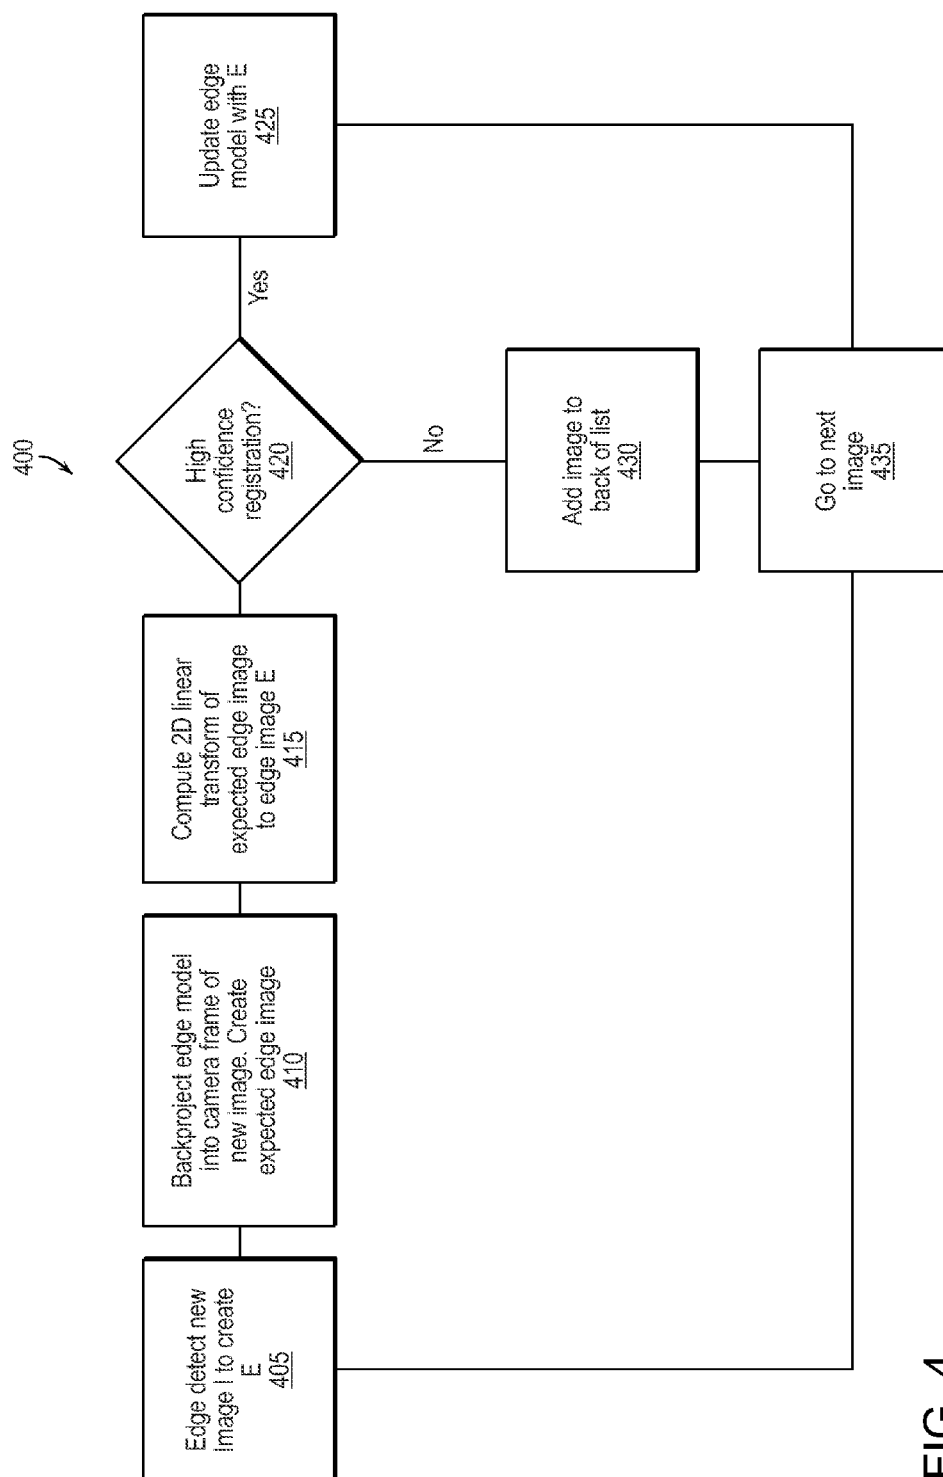 400
Edge detect new
image I to create
E
405
Backproject edge model
into camera frame of
new image. Create
expected edge image
410
Compute 2D linear
transform of
expected edge image
to edge image E
415
High
confidence
registration?
420
Yes
Update edge
model with E
425
No
Add image to
back of list
430
Go to next
image
435
FIG. 4